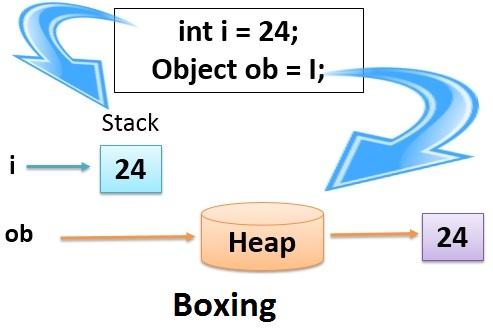 int i = 24;
Object ob = I;
Stack
i
24
ob
Heap
24
Boxing